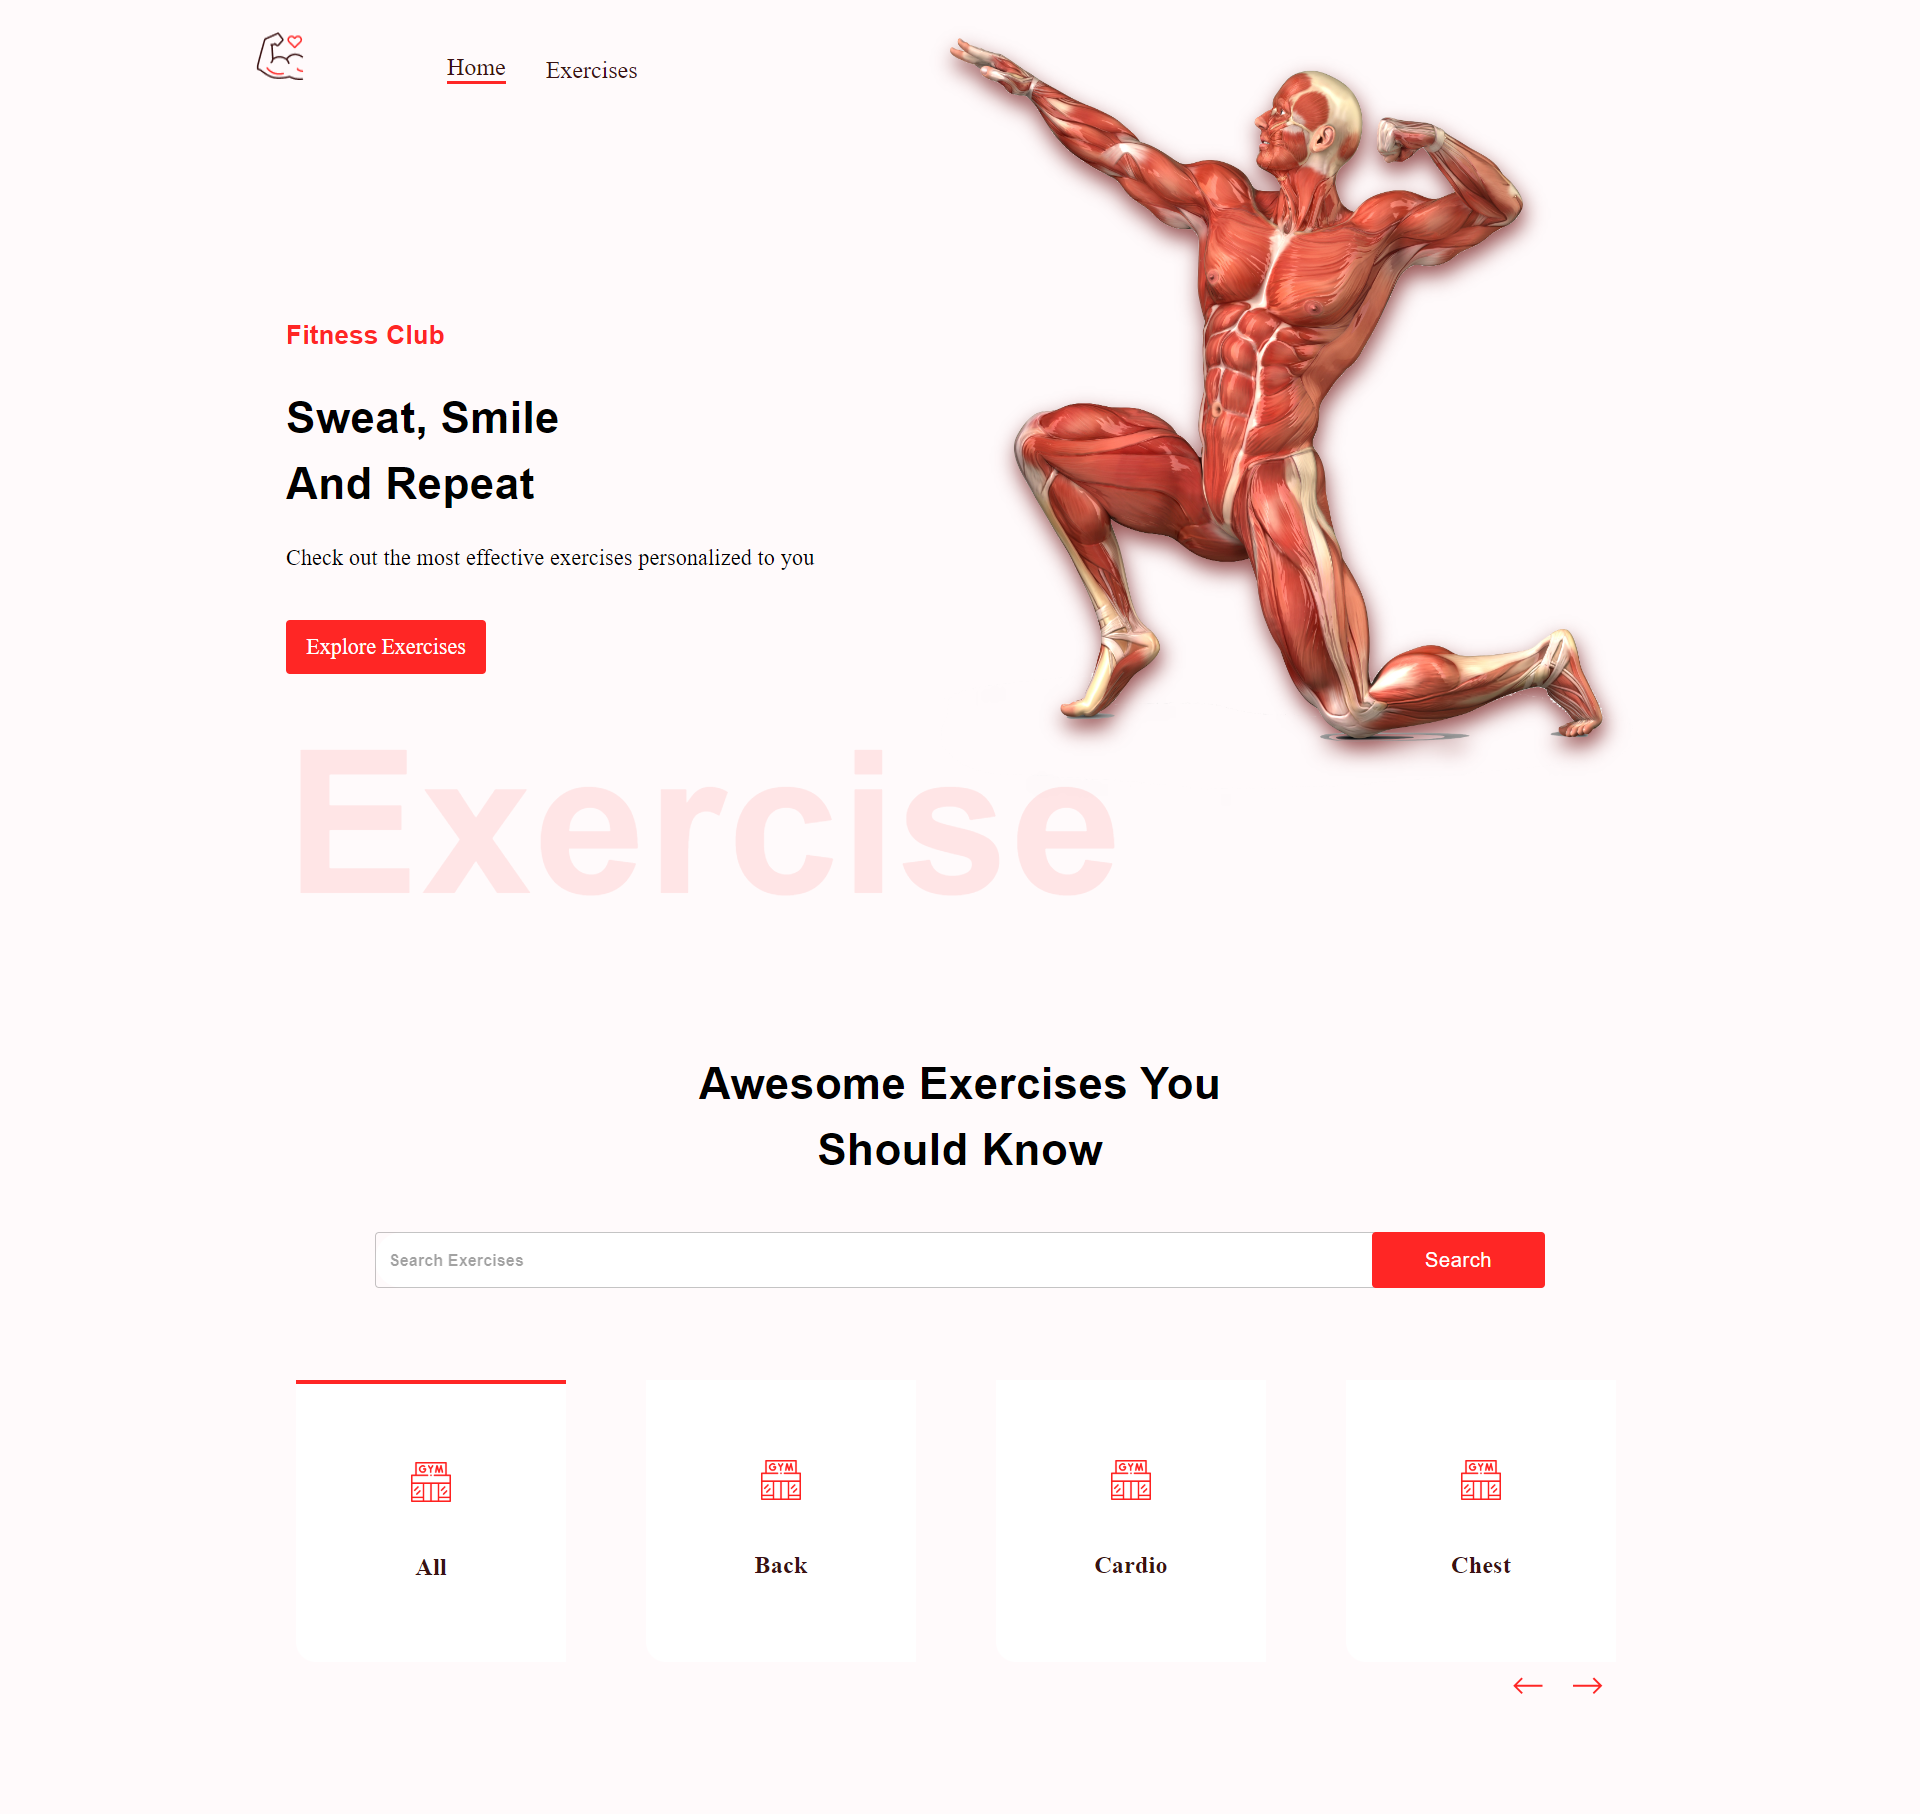 Home
Exercises
Fitness Club
Sweat, Smile
And Repeat
Check out the most effective exercises personalized to you
Explore Exercises
Exercise
Awesome Exercises You
Should Know
Search Exercises
Search
GYM
GYM
GYM
GYM
All
Back
Cardio
Chest